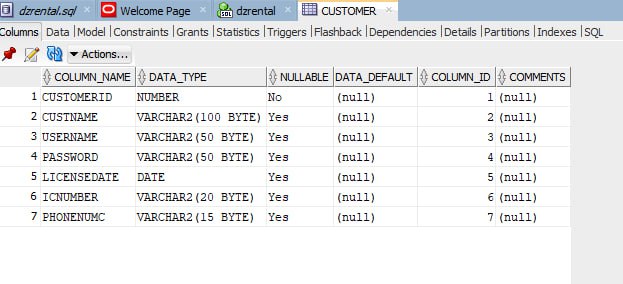 dzrental.sql Welcome Page dzrental CUSTOMER
Columns Data Model Constraints Grants Statistics Triggers Flashback Dependencies Details Partitions Indexes SQL
Actions...
COLUMN_NAME DATA_TYPE NULLABLE DATA_DEFAULT COLUMN_ID COMMENTS
1 CUSTOMERID NUMBER No (null) 1 (null)
2 CUSTNAME VARCHAR2(100 BYTE) Yes (null) 2 (null)
3 USERNAME VARCHAR2(50 BYTE) Yes (null) 3 (null)
4 PASSWORD VARCHAR2(50 BYTE) Yes (null) 4 (null)
5 LICENSEDATE DATE Yes (null) 5 (null)
6 ICNUMBER VARCHAR2(20 BYTE) Yes (null) 6 (null)
7 PHONENUMC VARCHAR2(15 BYTE) Yes (null) 7 (null)